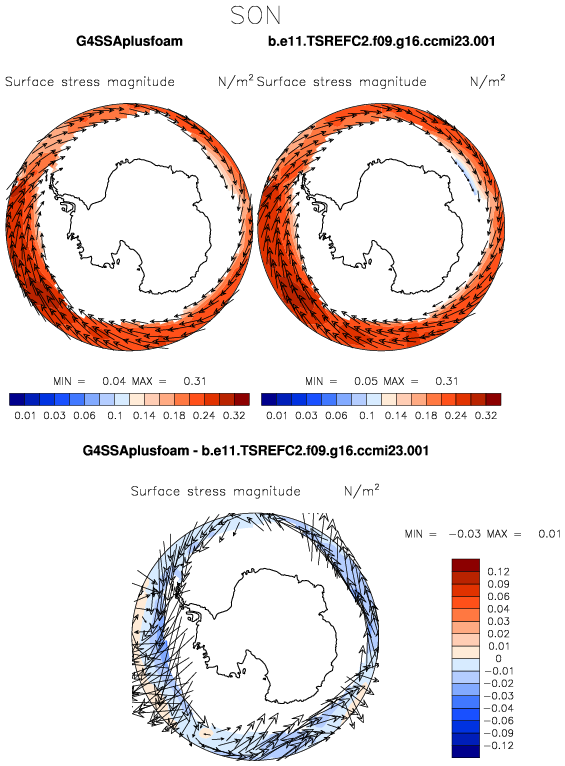 SON
G4SSAplusfoam b.e11.TSREFC2.f09.g16.ccmi23.001
Surface stress magnitude N/m² Surface stress magnitude N/m²
MIN = 0.04 MAX = 0.31 MIN = 0.05 MAX = 0.31
0.01 0.03 0.06 0.1 0.14 0.18 0.24 0.32 0.01 0.03 0.06 0.1 0.14 0.18 0.24 0.32
G4SSAplusfoam - b.e11.TSREFC2.f09.g16.ccmi23.001
Surface stress magnitude N/m²
MIN = -0.03 MAX = 0.01
0.12
0.09
0.06
0.04
0.03
0.02
0.01
0
-0.01
-0.02
-0.03
-0.04
-0.06
-0.09
-0.12